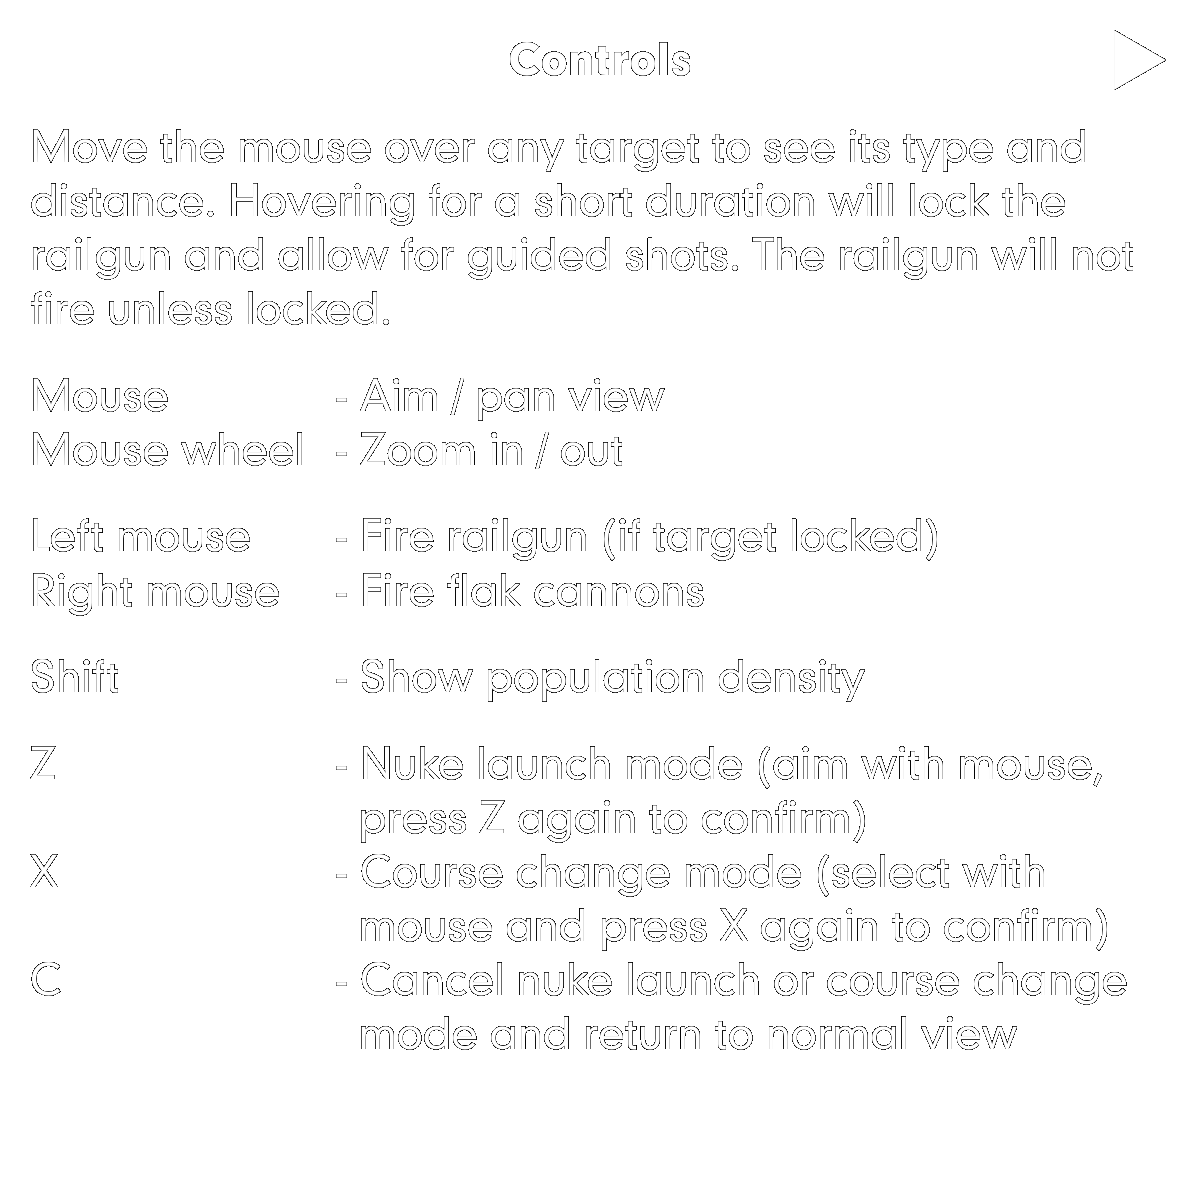 Controls
Move the mouse over any target to see its type and
distance. Hovering for a short duration will lock the
railgun and allow for guided shots. The railgun will not
fire unless locked.
Mouse - Aim / pan view
Mouse wheel - Zoom in / out
Left mouse - Fire railgun (if target locked)
Right mouse - Fire flak cannons
Shift - Show population density
Z - Nuke launch mode (aim with mouse,
press Z again to confirm)
X - Course change mode (select with
mouse and press X again to confirm)
C - Cancel nuke launch or course change
mode and return to normal view